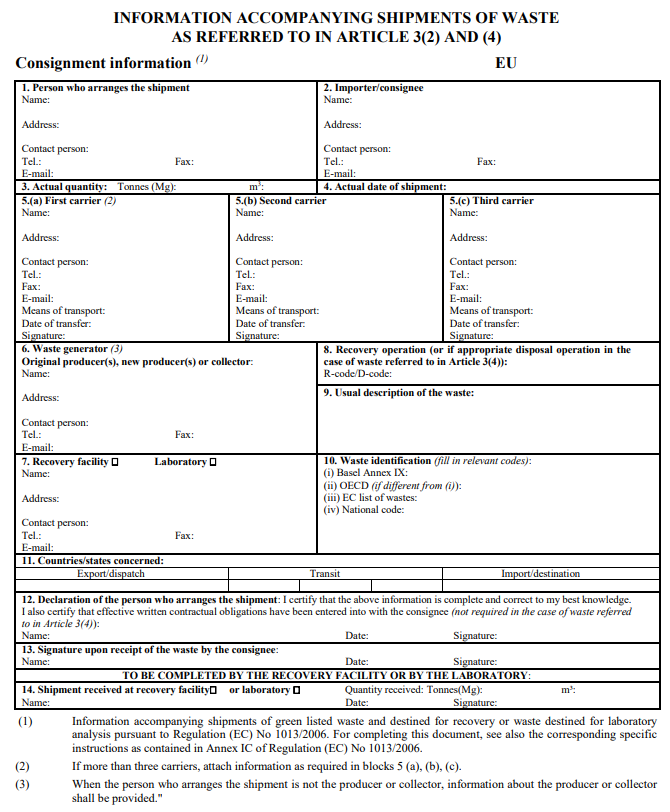 INFORMATION ACCOMPANYING SHIPMENTS OF WASTE
AS REFERRED TO IN ARTICLE 3(2) AND (4)
Consignment information (1) EU
1. Person who arranges the shipment
Name:
Address:
Contact person:
Tel.: Fax:
E-mail:
2. Importer/consignee
Name:
Address:
Contact person:
Tel.: Fax:
E-mail:
3. Actual quantity: Tonnes (Mg): m³:
4. Actual date of shipment:
5.(a) First carrier (2)
Name:
Address:
Contact person:
Tel.:
Fax:
E-mail:
Means of transport:
Date of transfer:
Signature:
5.(b) Second carrier
Name:
Address:
Contact person:
Tel.:
Fax:
E-mail:
Means of transport:
Date of transfer:
Signature:
5.(c) Third carrier
Name:
Address:
Contact person:
Tel.:
Fax:
E-mail:
Means of transport:
Date of transfer:
Signature:
6. Waste generator (3)
Original producer(s), new producer(s) or collector:
Name:
Address:
Contact person:
Tel.: Fax:
E-mail:
8. Recovery operation (or if appropriate disposal operation in the
case of waste referred to in Article 3(4)):
R-code/D-code:
9. Usual description of the waste:
7. Recovery facility ☐ Laboratory ☐
Name:
Address:
Contact person:
Tel.: Fax:
E-mail:
10. Waste identification (fill in relevant codes):
(i) Basel Annex IX:
(ii) OECD (if different from (i)):
(iii) EC list of wastes:
(iv) National code:
11. Countries/states concerned:
Export/dispatch Transit Import/destination
12. Declaration of the person who arranges the shipment: I certify that the above information is complete and correct to my best knowledge.
I also certify that effective written contractual obligations have been entered into with the consignee (not required in the case of waste referred
to in Article 3(4)):
Name: Date: Signature:
13. Signature upon receipt of the waste by the consignee:
Name: Date: Signature:
TO BE COMPLETED BY THE RECOVERY FACILITY OR BY THE LABORATORY:
14. Shipment received at recovery facility☐ or laboratory ☐ Quantity received: Tonnes(Mg): m³:
Name: Date: Signature:
(1) Information accompanying shipments of green listed waste and destined for recovery or waste destined for laboratory
analysis pursuant to Regulation (EC) No 1013/2006. For completing this document, see also the corresponding specific
instructions as contained in Annex IC of Regulation (EC) No 1013/2006.
(2) If more than three carriers, attach information as required in blocks 5 (a), (b), (c).
(3) When the person who arranges the shipment is not the producer or collector, information about the producer or collector
shall be provided."